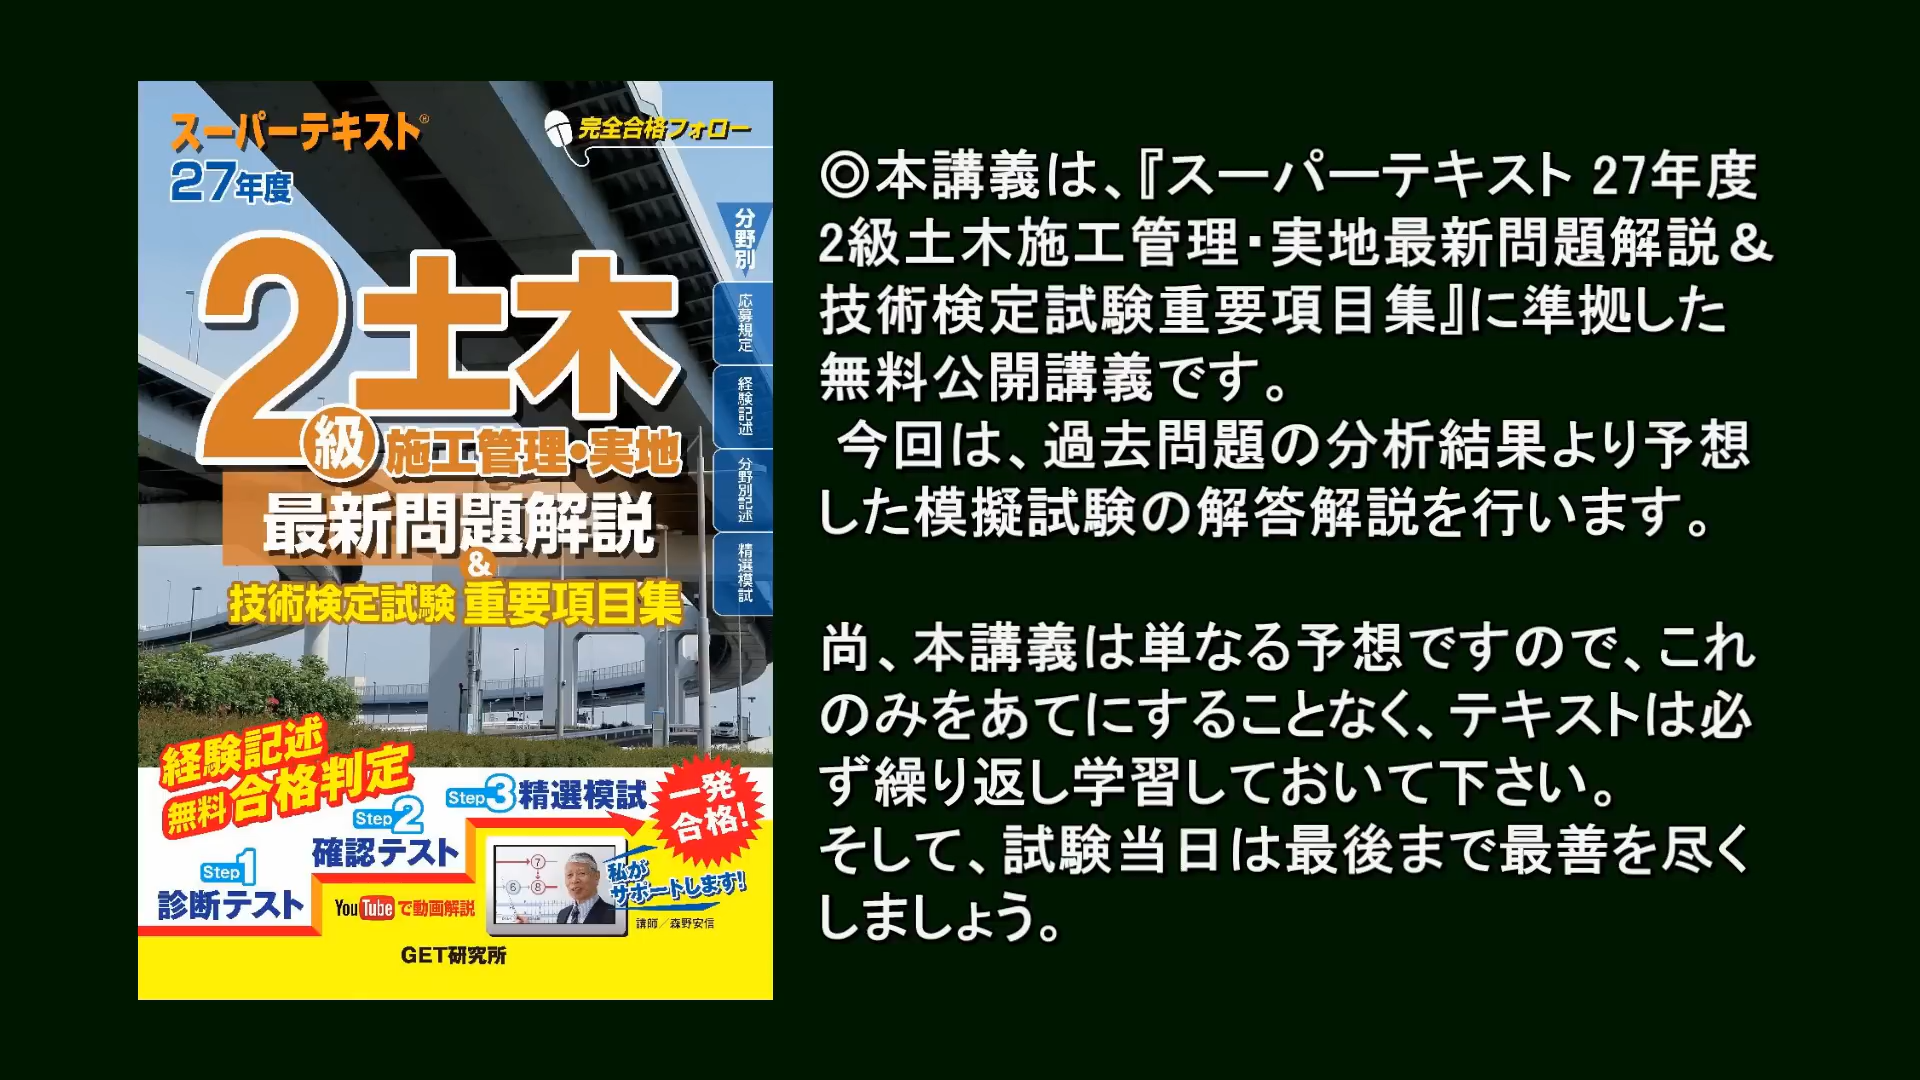 スーパーテキスト®
27年度
完全合格フォロー
分野別
応募規定
経験記述
分野別記述
精選模試
2級土木
施工管理・実地
最新問題解説
&
技術検定試験 重要項目集
経験記述
無料合格判定
Step1
診断テスト
Step2
確認テスト
Step3 精選模試
一発
合格!
YouTubeで動画解説
⑦
⑥
⑧
私が
サポートします!
講師/森野安信
GET研究所
◎本講義は、『スーパーテキスト 27年度
2級土木施工管理・実地最新問題解説&
技術検定試験重要項目集』に準拠した
無料公開講義です。
今回は、過去問題の分析結果より予想
した模擬試験の解答解説を行います。
尚、本講義は単なる予想ですので、これ
のみをあてにすることなく、テキストは必
ず繰り返し学習しておいて下さい。
そして、試験当日は最後まで最善を尽く
しましょう。